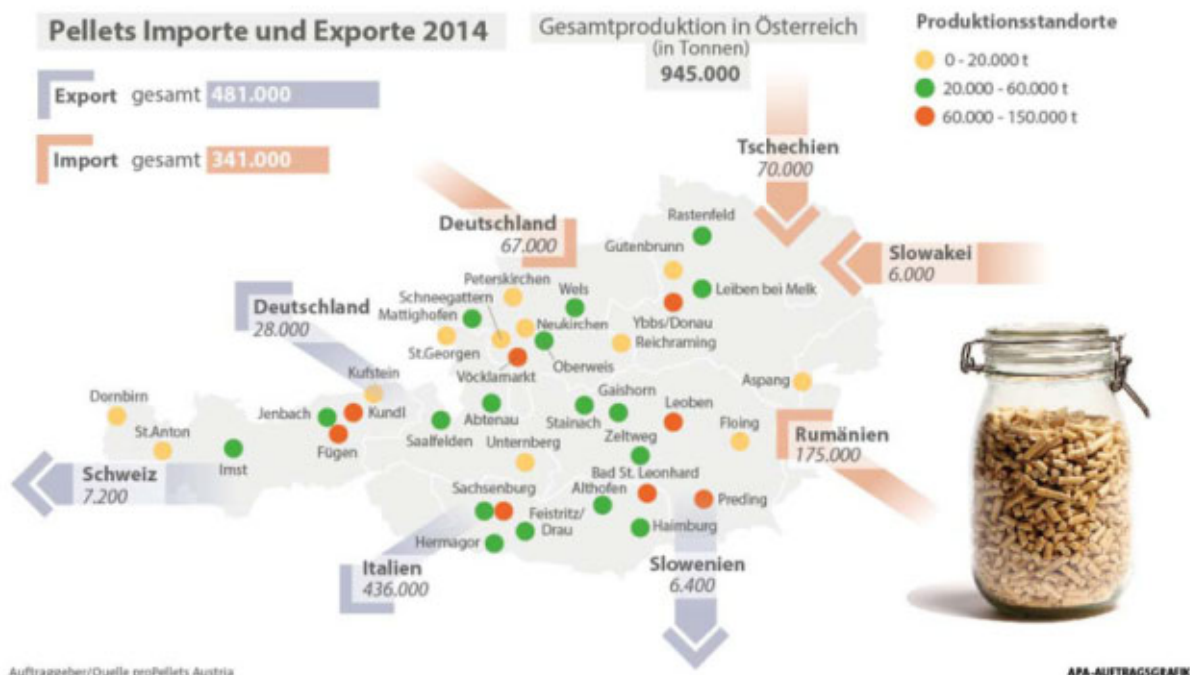 Pellets Importe und Exporte 2014
Export gesamt 481.000
Import gesamt 341.000
Gesamtproduktion in Österreich
(in Tonnen)
945.000
Produktionsstandorte
0 - 20.000 t
20.000 - 60.000 t
60.000 - 150.000 t
Tschechien
70.000
Deutschland
67.000
Slowakei
6.000
Deutschland
28.000
Rastenfeld
Gutenbrunn
Leiben bei Melk
Ybbs/Donau
Peterskirchen
Schneegattern
Mattighofen
Wels
Neukirchen
St.Georgen
Vöcklamarkt
Oberweis
Reichraming
Kufstein
Dornbirn
St.Anton
Imst
Jenbach
Kundl
Fügen
Saalfelden
Abtenau
Unternberg
Stainach
Gaishorn
Zeltweg
Leoben
Aspang
Floing
Rumänien
175.000
Schweiz
7.200
Sachsenburg
Feistritz/
Drau
Hermagor
Althofen
Bad St. Leonhard
Preding
Haimburg
Italien
436.000
Slowenien
6.400
Auftraggeber/Quelle proPellets Austria
APA-AUFTRAGSGRAFIK